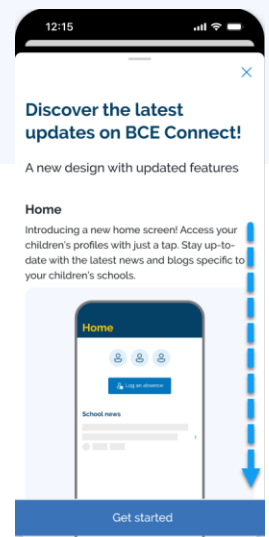 12:15
Discover the latest
updates on BCE Connect!
A new design with updated features
Home
Introducing a new home screen! Access your
children's profiles with just a tap. Stay up-to-
date with the latest news and blogs specific to
your children's schools.
Home
Log an absence
School news
Get started